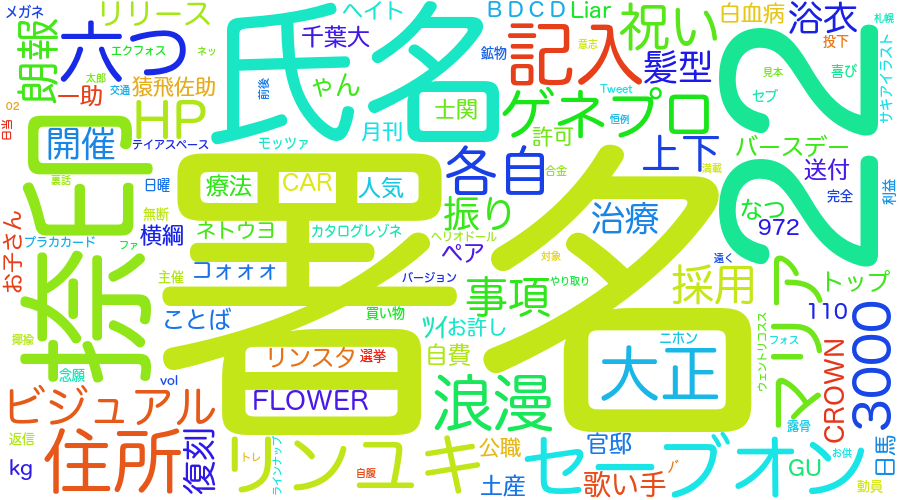 メガネ
リリース
ヘイト
BDCD
Liar
祝い
白血病
浴衣
札幌
朗報
六つ
氏名
千葉大
鉱物
記入
意志
髪型
投下
22
エクフォス
ネッ
太郎
交通
猿飛佐助
前後
ゃん
士関
ゲネプロ
Tweet
恒例
セブ
見本
喜び
サキアイラスト
一助
HP
02
日当
テイアスペース
モッツァ
月刊
許可
上下
バースデー
捺印
開催
署名
各自
合金
満載
送付
裏話
日曜
療法
CAR
人気
完全
利益
無断
ネトウヨ
カタログレゾネ
振り
治療
なつ
972
お子さん
プラカカード
ファ
横綱
ペア
ヘリオドール
対象
遠く
主催
コォォォ
バージョン
事項
やり取り
採用
マリア
トップ
ことば
買い物
110
3000
揶揄
ツイお許し
ニホン
ウェントリコスス
フォス
リンスタ
選挙
自費
大正
CROWN
念願
vol
FLOWER
浪漫
ビジュアル
露骨
住所
復刻
リンユキ
公職
セーブオン
官邸
日馬
返信
kg
トレ
ラインナップ
自腹
土産
歌い手
パ
GU
お供
動員